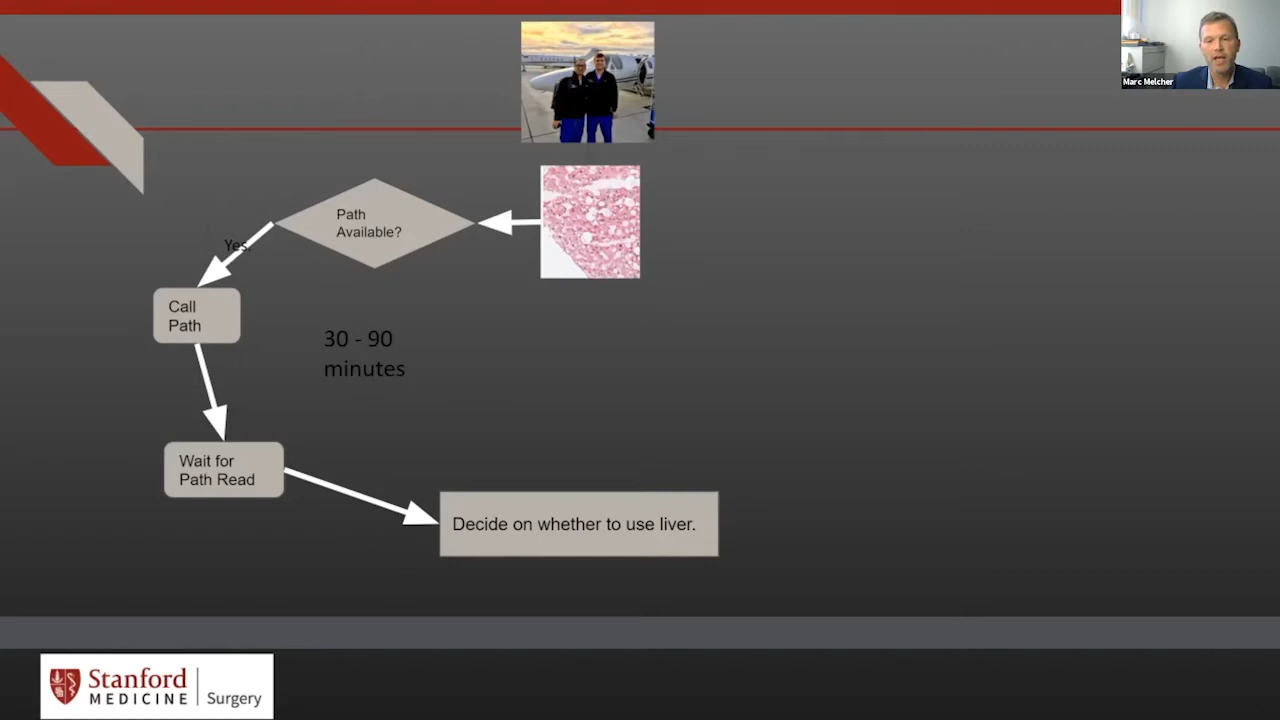 Marc Melcher
Path
Available?
Yes
Call
Path
30 - 90
minutes
Wait for
Path Read
Decide on whether to use liver.
Stanford
MEDICINE
Surgery